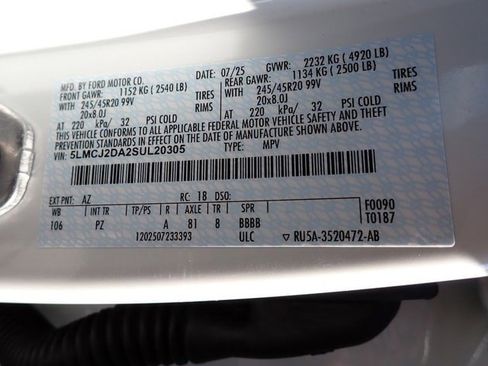 MFD. BY FORD MOTOR CO. 07/25 GVWR: 2232 KG ( 4920 LB)
FRONT GAWR: 1152 KG ( 2540 LB) REAR GAWR: 1134 KG ( 2500 LB)
WITH 245/45R20 99V TIRES WITH 245/45R20 99V TIRES
20x8.0J RIMS 20x8.0J RIMS
AT 220 kPa/ 32 PSI COLD AT 220 kPa/ 32 PSI COLD
THIS VEHICLE CONFORMS TO ALL APPLICABLE FEDERAL MOTOR VEHICLE SAFETY, BUMPER, AND THEFT
PREVENTION STANDARDS IN EFFECT ON THE DATE OF MANUFACTURE SHOWN ABOVE.
VIN: 5LMCJ2DA2SUL20305 TYPE: MPV
EXT PNT: AZ RC: 18 DSO: F0090
WB INT TR TP/PS R AXLE TR SPR T0187
106 PZ A 81 8 BBBB
1202507233393 ULC ▽ RU5A-3520472-AB